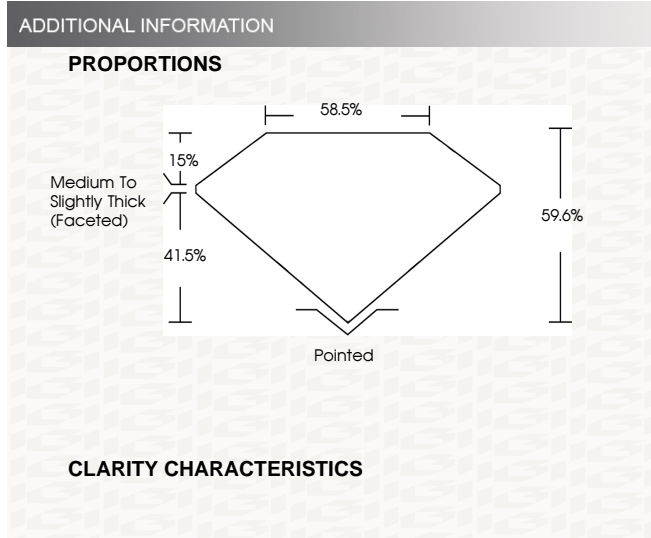 ADDITIONAL INFORMATION
PROPORTIONS
58.5%
15%
Medium To
Slightly Thick
(Faceted)
59.6%
41.5%
Pointed
CLARITY CHARACTERISTICS